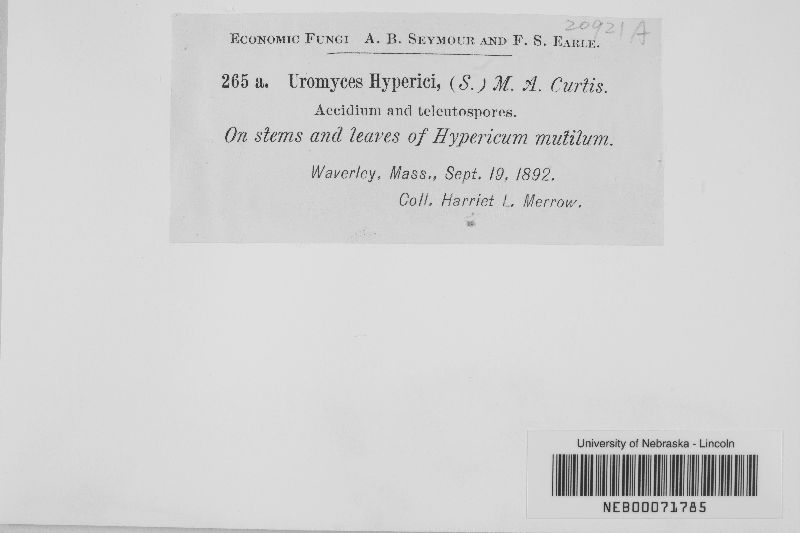 20921 A
Economic Fungi A. B. Seymour and F. S. Earle.
265 a. Uromyces Hyperici, (S.) M. A. Curtis.
Aecidium and teleutospores.
On stems and leaves of Hypericum mutilum.
Waverley, Mass., Sept. 19, 1892.
Coll. Harriet L. Merrow.
University of Nebraska - Lincoln
NEB00071785